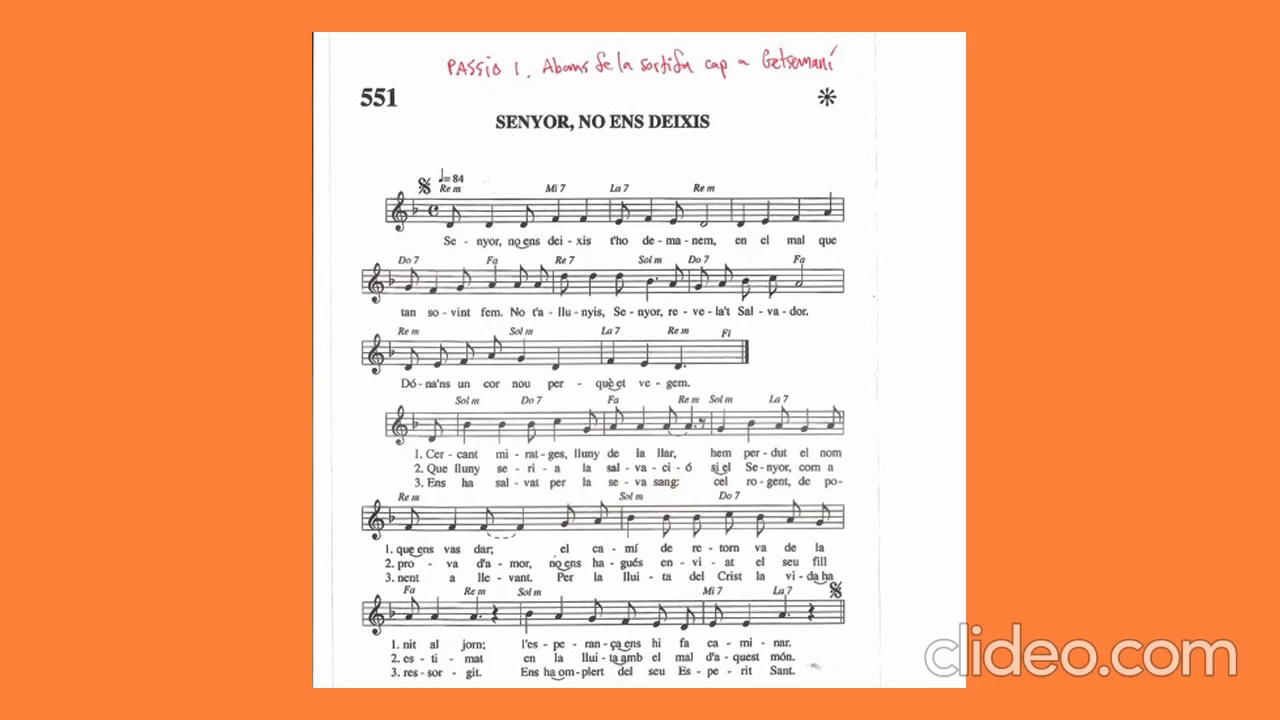 PASSIO 1. Abans de la sortida cap a Getsemaní
551
*
SENYOR, NO ENS DEIXIS
♩= 84
Re m Mi 7 La 7 Re m
Se - nyor, no ens dei - xis t'ho de - ma - nem, en el mal que
Do 7 Fa Re 7 Sol m Do 7 Fa
tan so - vint fem. No t'a - llu - nyis, Se - nyor, re - ve - la't Sal - va - dor.
Re m Sol m La 7 Re m Fi
Dó - na'ns un cor nou per - què et ve - gem.
Sol m Do 7 Fa Re m Sol m La 7
1. Cer - cant mi - rat - ges, lluny de la llar, hem per - dut el nom
2. Que lluny se - ri - a la sal - va - ci - ó si el Se - nyor, com a
3. Ens ha sal - vat per la se - va sang: cel ro - gent, de po-
Re m Sol m Do 7
1. que ens vas dar; el ca - mí de re - torn va de la
2. pro - va d'a - mor, no ens ha - gués en - vi - at el seu fill
3. nent a lle - vant. Per la llui - ta del Crist la vi - da ha
Fa Re m Sol m Mi 7 La 7
1. nit al jorn; l'es - pe - ran - ça ens hi fa ca - mi - nar.
2. es - ti - mat en la llui - ta amb el mal d'a - quest món.
3. res - sor - git. Ens ha om - plert del seu Es - pe - rit Sant.
clideo.com